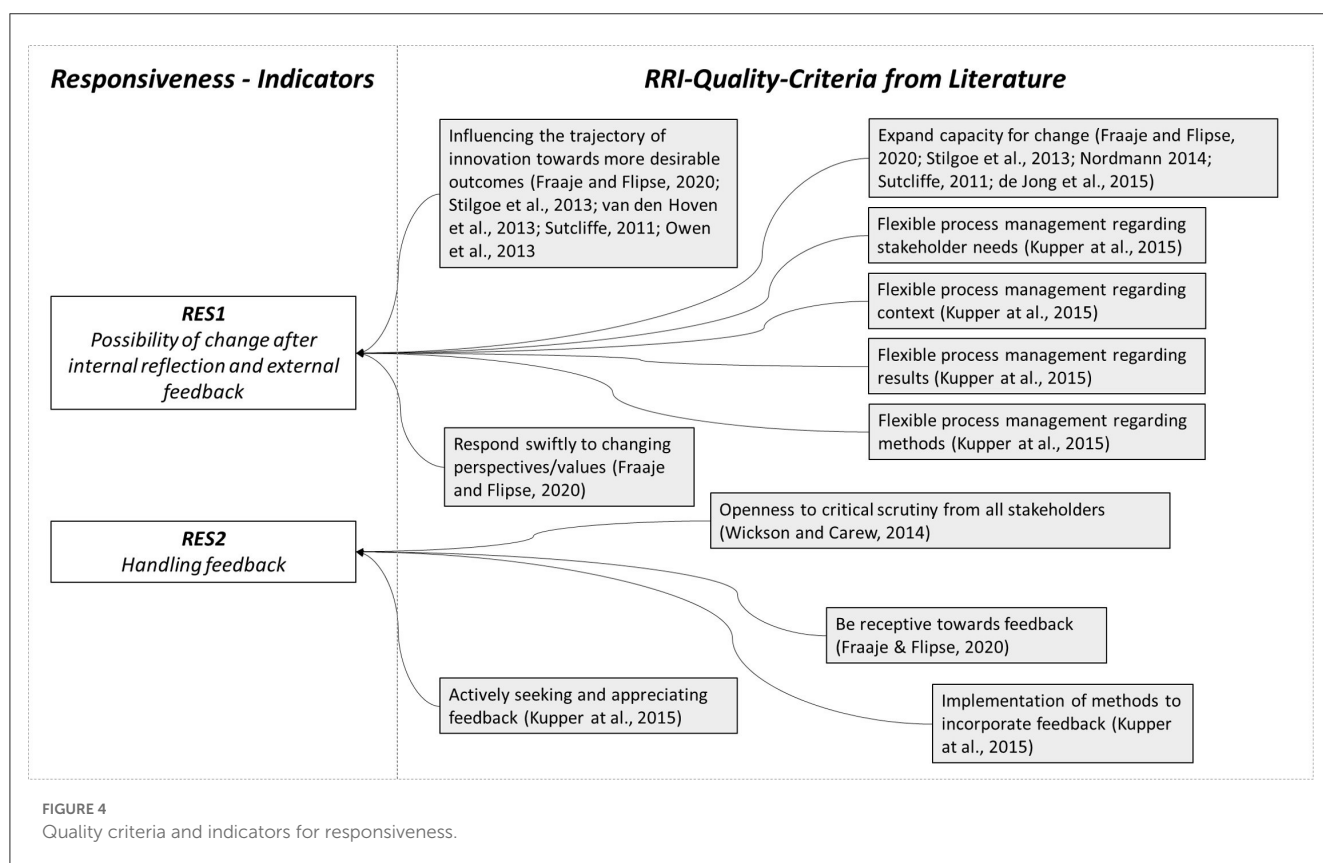 Responsiveness - Indicators
RRI-Quality-Criteria from Literature
Influencing the trajectory of
innovation towards more desirable
outcomes (Fraaje and Flipse, 2020;
Stilgoe et al., 2013; van den Hoven
et al., 2013; Sutcliffe, 2011; Owen
et al., 2013
Expand capacity for change (Fraaje and Flipse,
2020; Stilgoe et al., 2013; Nordmann 2014;
Sutcliffe, 2011; de Jong et al., 2015)
Flexible process management regarding
stakeholder needs (Kupper at al., 2015)
Flexible process management regarding
context (Kupper at al., 2015)
Flexible process management regarding
results (Kupper at al., 2015)
Flexible process management regarding
methods (Kupper at al., 2015)
RES1
Possibility of change after
internal reflection and external
feedback
Respond swiftly to changing
perspectives/values (Fraaje
and Flipse, 2020)
RES2
Handling feedback
Openness to critical scrutiny from all stakeholders
(Wickson and Carew, 2014)
Be receptive towards feedback
(Fraaje & Flipse, 2020)
Actively seeking and appreciating
feedback (Kupper at al., 2015)
Implementation of methods to
incorporate feedback (Kupper
at al., 2015)
FIGURE 4
Quality criteria and indicators for responsiveness.